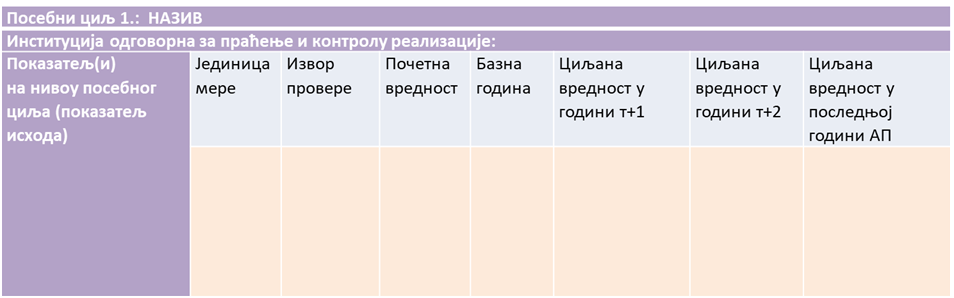 Посебни циљ 1.:  НАЗИВ
Институција одговорна за праћење и контролу реализације:
Показатељ(и)
на нивоу посебног
циља (показатељ
исхода)
Јединица
мере
Извор
провере
Почетна
вредност
Базна
година
Циљана
вредност у
години т+1
Циљана
вредност у
години т+2
Циљана
вредност у
последњој
години АП